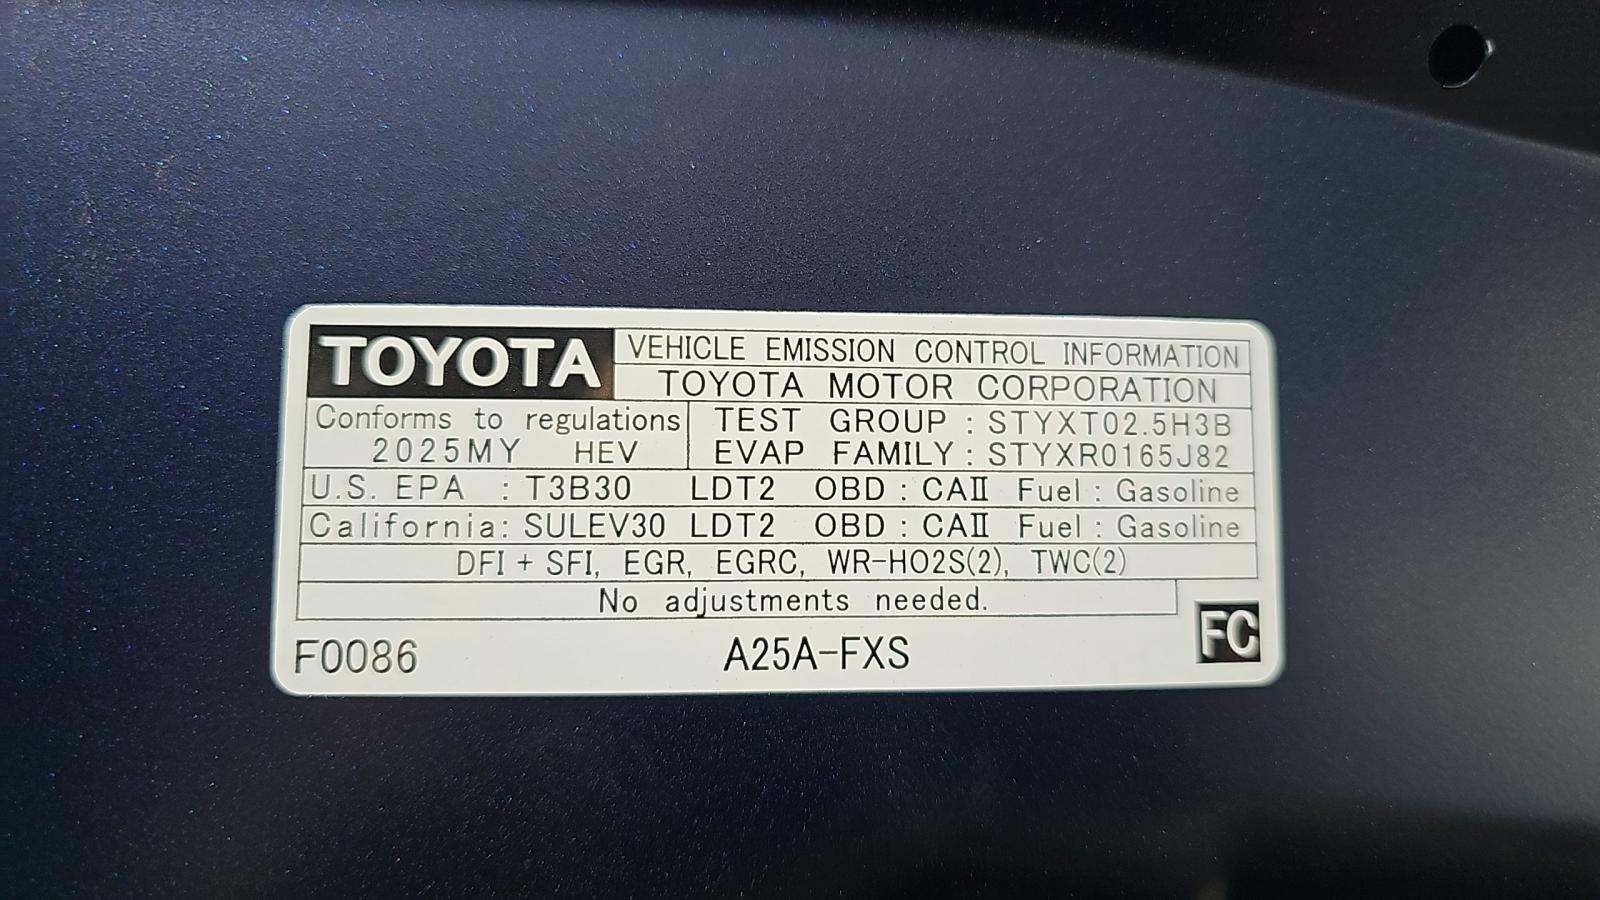 TOYOTA VEHICLE EMISSION CONTROL INFORMATION
TOYOTA MOTOR CORPORATION
Conforms to regulations
2025MY HEV
TEST GROUP : STYXT02.5H3B
EVAP FAMILY : STYXR0165J82
U.S. EPA : T3B30 LDT2 OBD : CAⅡ Fuel : Gasoline
California: SULEV30 LDT2 OBD : CAⅡ Fuel : Gasoline
DFI + SFI, EGR, EGRC, WR-HO2S(2), TWC(2)
No adjustments needed.
F0086 A25A-FXS FC